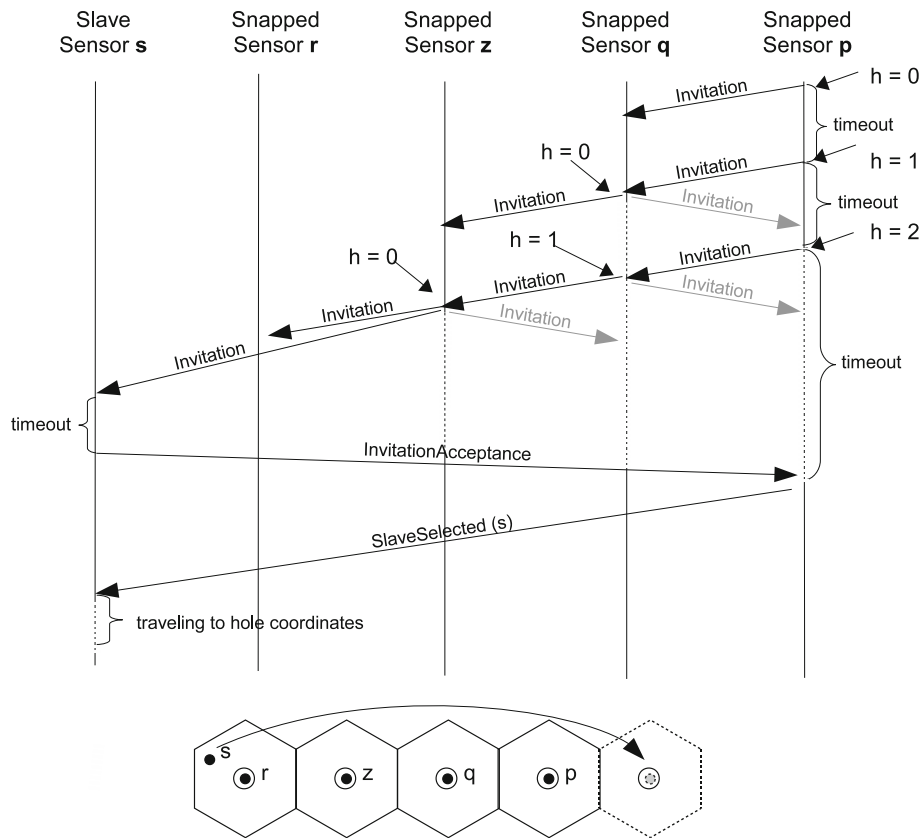 Slave
Sensor s
Snapped
Sensor r
Snapped
Sensor z
Snapped
Sensor q
Snapped
Sensor p
h = 0
Invitation
timeout
h = 0
Invitation
h = 1
Invitation
Invitation
timeout
h = 0
h = 1
Invitation
h = 2
Invitation
Invitation
Invitation
Invitation
Invitation
timeout
timeout
InvitationAcceptance
SlaveSelected (s)
traveling to hole coordinates
s
r
z
q
p